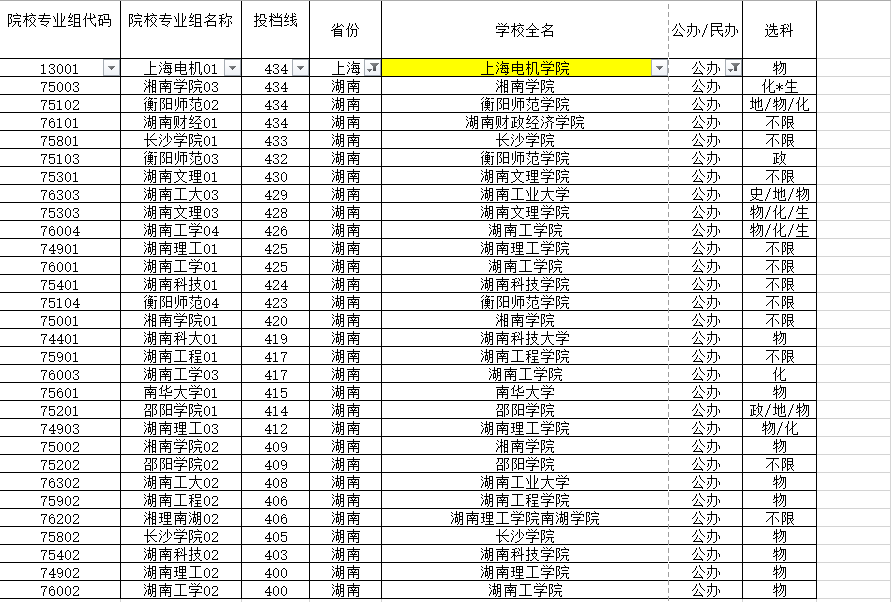 院校专业组代码 院校专业组名称 投档线 省份 学校全名 公办/民办 选科
13001 上海电机01 434 上海 上海电机学院 公办 物
75003 湘南学院03 434 湖南 湘南学院 公办 化*生
75102 衡阳师范02 434 湖南 衡阳师范学院 公办 地/物/化
76101 湖南财经01 434 湖南 湖南财政经济学院 公办 不限
75801 长沙学院01 433 湖南 长沙学院 公办 不限
75103 衡阳师范03 432 湖南 衡阳师范学院 公办 政
75301 湖南文理01 430 湖南 湖南文理学院 公办 不限
76303 湖南工大03 429 湖南 湖南工业大学 公办 史/地/物
75303 湖南文理03 428 湖南 湖南文理学院 公办 物/化/生
76004 湖南工学04 426 湖南 湖南工学院 公办 物/化/生
74901 湖南理工01 425 湖南 湖南理工学院 公办 不限
76001 湖南工学01 425 湖南 湖南工学院 公办 不限
75401 湖南科技01 424 湖南 湖南科技学院 公办 不限
75104 衡阳师范04 423 湖南 衡阳师范学院 公办 不限
75001 湘南学院01 420 湖南 湘南学院 公办 不限
74401 湖南科大01 419 湖南 湖南科技大学 公办 物
75901 湖南工程01 417 湖南 湖南工程学院 公办 不限
76003 湖南工学03 417 湖南 湖南工学院 公办 化
75601 南华大学01 415 湖南 南华大学 公办 物
75201 邵阳学院01 414 湖南 邵阳学院 公办 政/地/物
74903 湖南理工03 412 湖南 湖南理工学院 公办 物/化
75002 湘南学院02 409 湖南 湘南学院 公办 物
75202 邵阳学院02 409 湖南 邵阳学院 公办 不限
76302 湖南工大02 408 湖南 湖南工业大学 公办 物
75902 湖南工程02 406 湖南 湖南工程学院 公办 物
76202 湘理南湖02 406 湖南 湖南理工学院南湖学院 公办 不限
75802 长沙学院02 405 湖南 长沙学院 公办 物
75402 湖南科技02 403 湖南 湖南科技学院 公办 物
74902 湖南理工02 400 湖南 湖南理工学院 公办 物
76002 湖南工学02 400 湖南 湖南工学院 公办 物